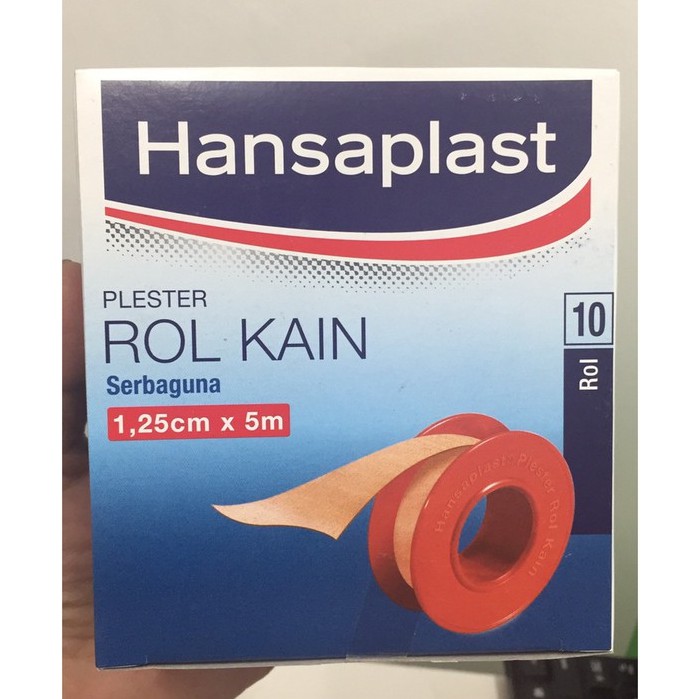 Hansaplast
PLESTER
ROL KAIN
Serbaguna
1,25cm x 5m
10
Rol
Hansaplast Plester Rol Kain